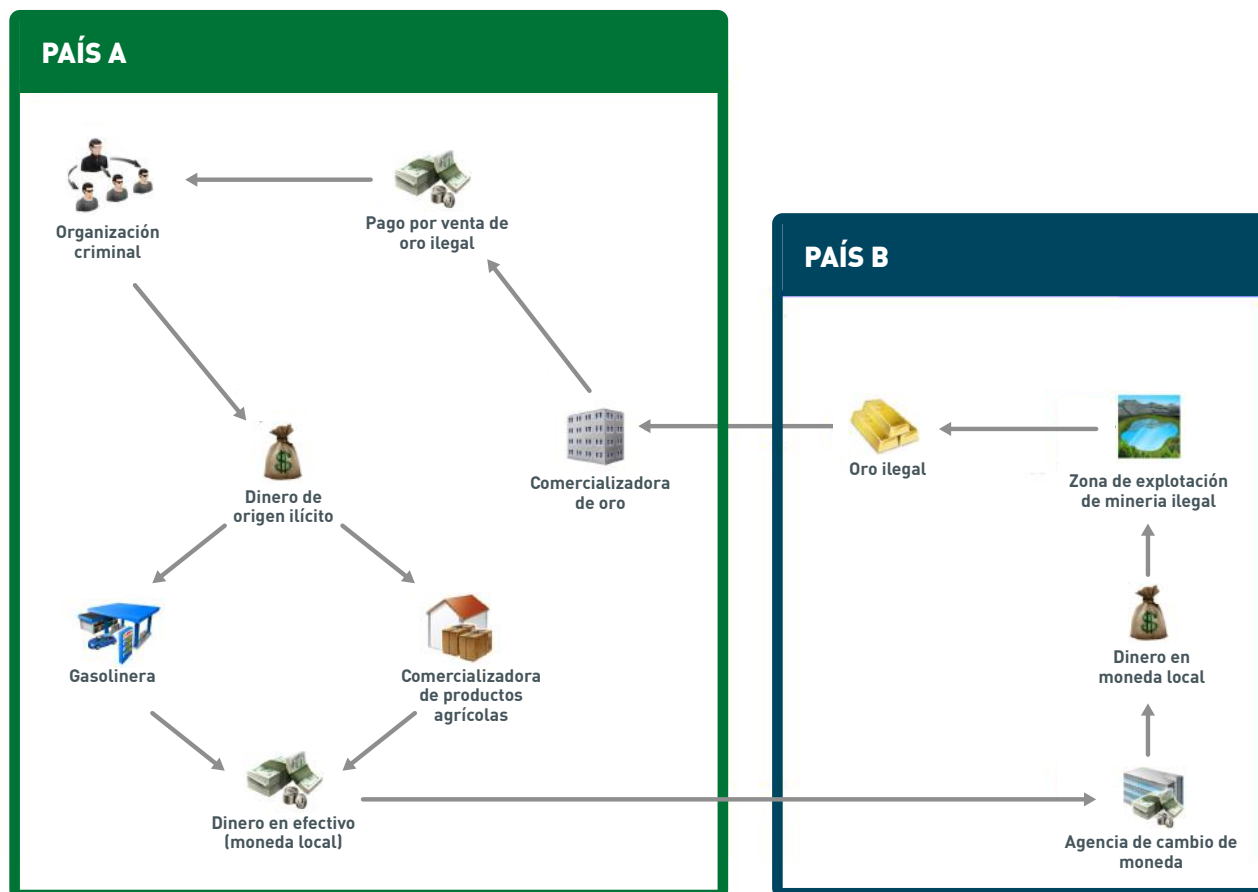 PAÍS A
Organización
criminal
Pago por venta de
oro ilegal
Dinero de
origen ilícito
Comercializadora
de oro
Gasolinera
Comercializadora
de productos
agrícolas
Dinero en efectivo
(moneda local)
PAÍS B
Oro ilegal
Zona de explotación
de mineria ilegal
Dinero en
moneda local
Agencia de cambio de
moneda